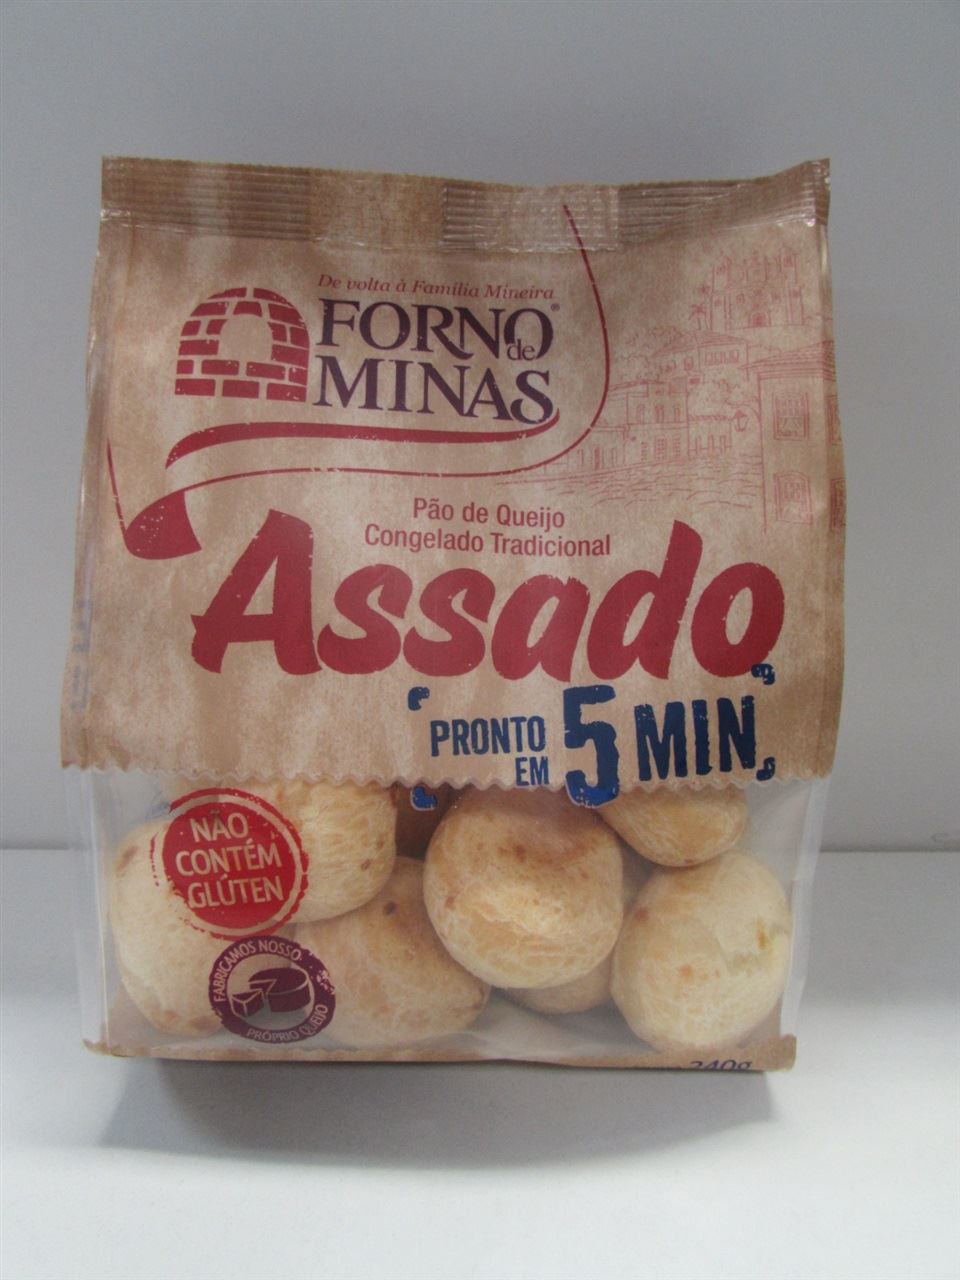 De volta à Família Mineira
FORNO de
MINAS
Pão de Queijo
Congelado Tradicional
Assado
PRONTO
EM 5 MIN
NÃO
CONTÉM
GLÚTEN
FABRICAMOS NOSSO
PRÓPRIO QUEIJO